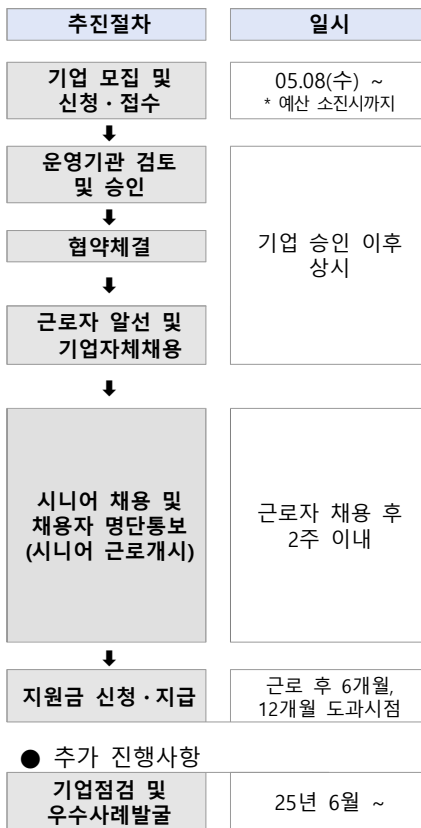 추진절차
일시
기업 모집 및
신청 · 접수
05.08(수) ~
* 예산 소진시까지
⬇
운영기관 검토
및 승인
⬇
협약체결
⬇
근로자 알선 및
기업자체채용
기업 승인 이후
상시
⬇
시니어 채용 및
채용자 명단통보
(시니어 근로개시)
근로자 채용 후
2주 이내
⬇
지원금 신청 · 지급
근로 후 6개월,
12개월 도과시점
● 추가 진행사항
기업점검 및
우수사례발굴
25년 6월 ~